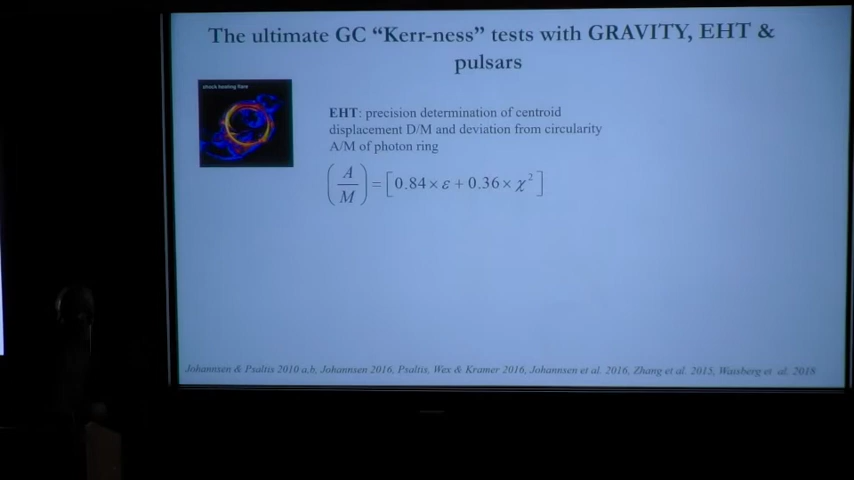 The ultimate GC “Kerr-ness” tests with GRAVITY, EHT &
pulsars
shock heating flare
EHT: precision determination of centroid
displacement D/M and deviation from circularity
A/M of photon ring
(A/M) = [0.84 × ε + 0.36 × χ²]
Johannsen & Psaltis 2010 a,b, Johannsen 2016, Psaltis, Wex & Kramer 2016, Johannsen et al. 2016, Zhang et al. 2015, Wassberg et al. 2018